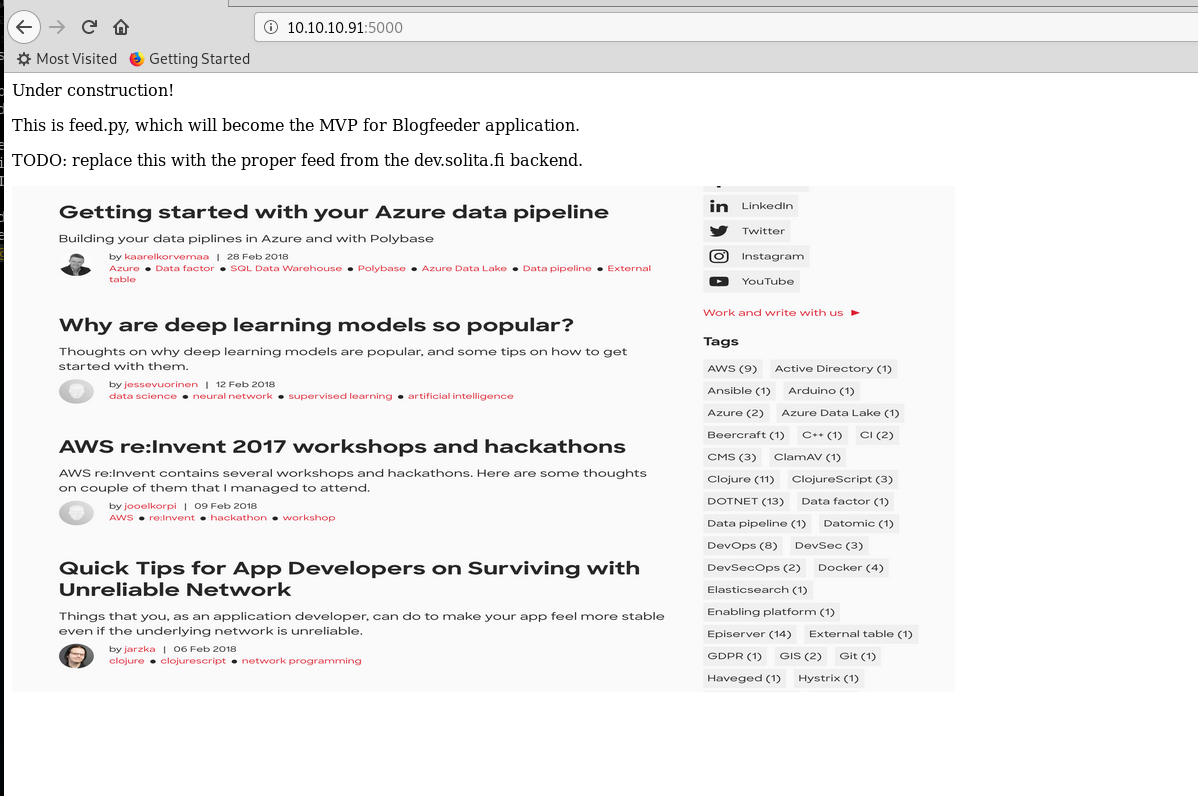 10.10.10.91:5000
Most Visited Getting Started
Under construction!
This is feed.py, which will become the MVP for Blogfeeder application.
TODO: replace this with the proper feed from the dev.solita.fi backend.
Getting started with your Azure data pipeline
Building your data piplines in Azure and with Polybase
by kaarelkorvemaa | 28 Feb 2018
Azure ● Data factor ● SQL Data Warehouse ● Polybase ● Azure Data Lake ● Data pipeline ● External
table
Why are deep learning models so popular?
Thoughts on why deep learning models are popular, and some tips on how to get
started with them.
by jessevuorinen | 12 Feb 2018
data science ● neural network ● supervised learning ● artificial intelligence
AWS re:Invent 2017 workshops and hackathons
AWS re:Invent contains several workshops and hackathons. Here are some thoughts
on couple of them that I managed to attend.
by jooelkorpi | 09 Feb 2018
AWS ● re:Invent ● hackathon ● workshop
Quick Tips for App Developers on Surviving with
Unreliable Network
Things that you, as an application developer, can do to make your app feel more stable
even if the underlying network is unreliable.
by jarzka | 06 Feb 2018
clojure ● clojurescript ● network programming
LinkedIn
Twitter
Instagram
YouTube
Work and write with us ►
Tags
AWS (9) Active Directory (1)
Ansible (1) Arduino (1)
Azure (2) Azure Data Lake (1)
Beercraft (1) C++ (1) CI (2)
CMS (3) ClamAV (1)
Clojure (11) ClojureScript (3)
DOTNET (13) Data factor (1)
Data pipeline (1) Datomic (1)
DevOps (8) DevSec (3)
DevSecOps (2) Docker (4)
Elasticsearch (1)
Enabling platform (1)
Episerver (14) External table (1)
GDPR (1) GIS (2) Git (1)
Haveged (1) Hystrix (1)